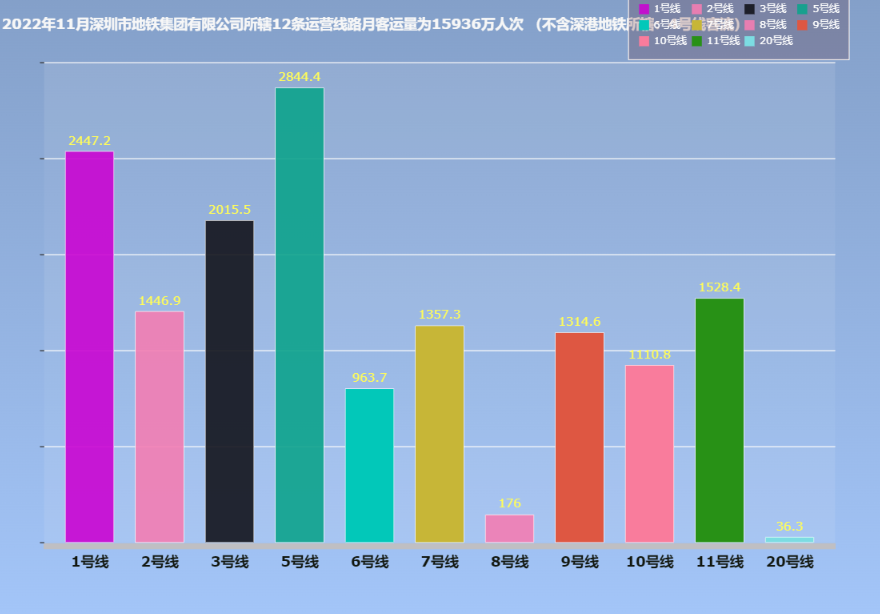 2022年11月深圳市地铁集团有限公司所辖12条运营线路月客运量为15936万人次 （不含深港地铁所
1号线 2号线 3号线 5号线
6号线 8号线 9号线
10号线 11号线 20号线
2844.4
2447.2
2015.5
1528.4
1446.9
1357.3
1314.6
1110.8
963.7
176
36.3
1号线 2号线 3号线 5号线 6号线 7号线 8号线 9号线 10号线 11号线 20号线